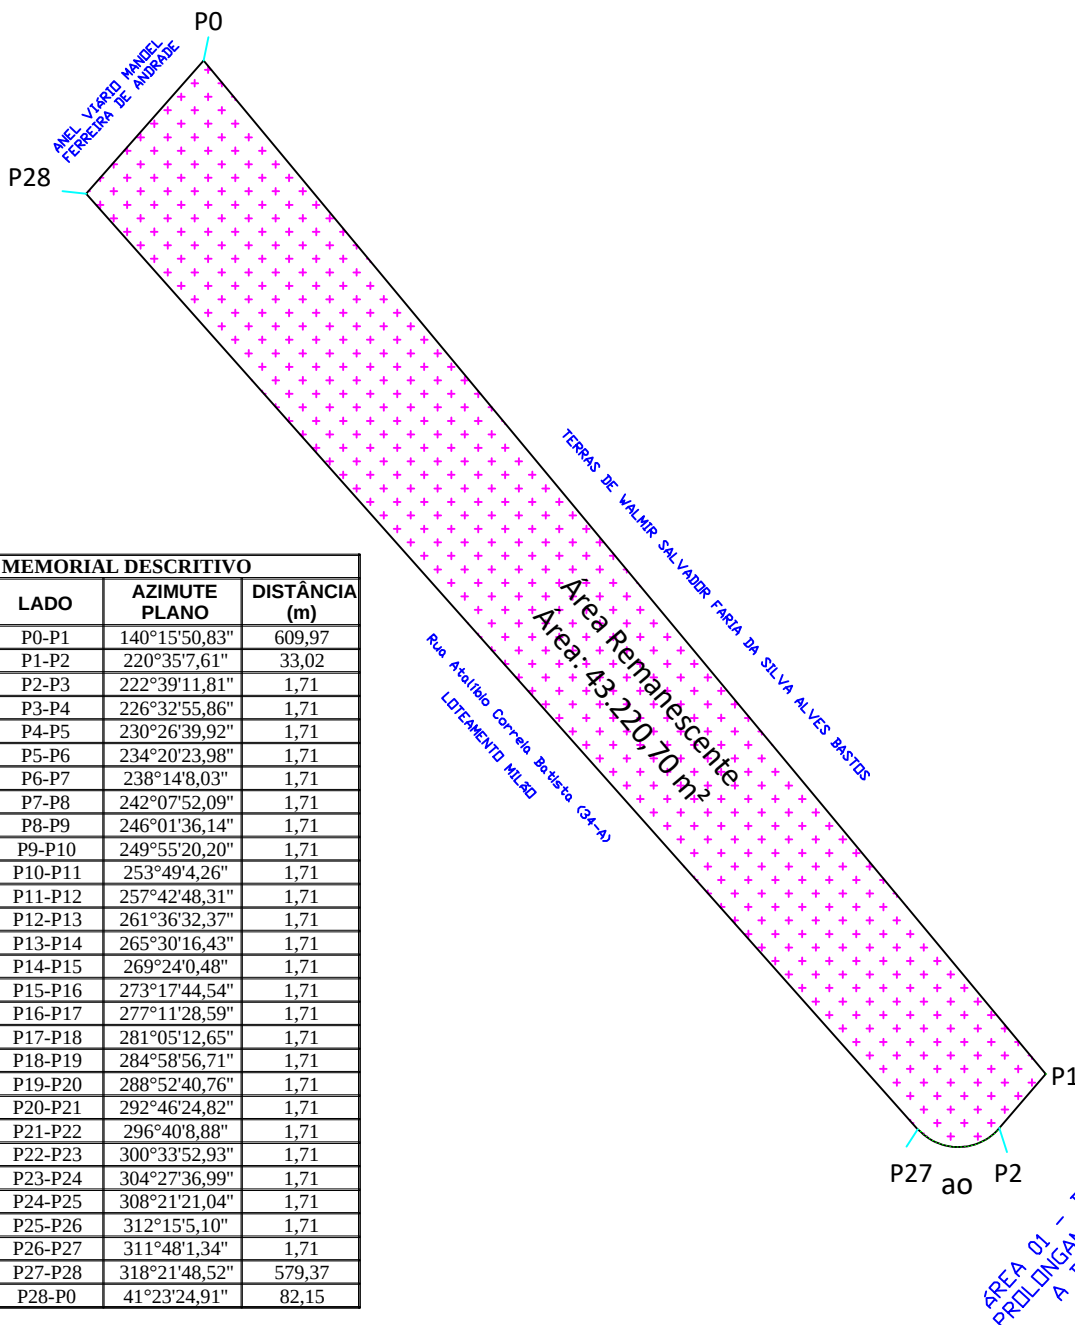 P0
ANEL VIÁRIO MANOEL
FERREIRA DE ANDRADE
P28
TERRAS DE WALMIR SALVADOR FARIA DA SILVA ALVES BASTOS
Área Remanescente
Área: 43.220,70 m²
Rua Atalíbio Correia Batista (34-A)
LOTEAMENTO MILÃO
MEMORIAL DESCRITIVO
LADO AZIMUTE PLANO DISTÂNCIA (m)
P0-P1 140°15'50,83" 609,97
P1-P2 220°35'7,61" 33,02
P2-P3 222°39'11,81" 1,71
P3-P4 226°32'55,86" 1,71
P4-P5 230°26'39,92" 1,71
P5-P6 234°20'23,98" 1,71
P6-P7 238°14'8,03" 1,71
P7-P8 242°07'52,09" 1,71
P8-P9 246°01'36,14" 1,71
P9-P10 249°55'20,20" 1,71
P10-P11 253°49'4,26" 1,71
P11-P12 257°42'48,31" 1,71
P12-P13 261°36'32,37" 1,71
P13-P14 265°30'16,43" 1,71
P14-P15 269°24'0,48" 1,71
P15-P16 273°17'44,54" 1,71
P16-P17 277°11'28,59" 1,71
P17-P18 281°05'12,65" 1,71
P18-P19 284°58'56,71" 1,71
P19-P20 288°52'40,76" 1,71
P20-P21 292°46'24,82" 1,71
P21-P22 296°40'8,88" 1,71
P22-P23 300°33'52,93" 1,71
P23-P24 304°27'36,99" 1,71
P24-P25 308°21'21,04" 1,71
P25-P26 312°15'5,10" 1,71
P26-P27 311°48'1,34" 1,71
P27-P28 318°21'48,52" 579,37
P28-P0 41°23'24,91" 82,15
P1
P27
ao
P2
ÁREA 01 -
A